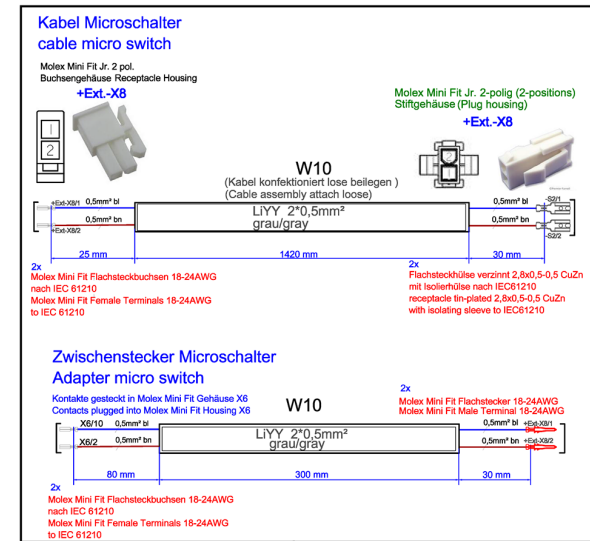 Kabel Microschalter
cable micro switch
Molex Mini Fit Jr. 2 pol.
Buchsengehäuse Receptacle Housing
+Ext.-X8
1
2
Molex Mini Fit Jr. 2-polig (2-positions)
Stiftgehäuse (Plug housing)
+Ext.-X8
2
1
W10
(Kabel konfektioniert lose beilegen )
(Cable assembly attach loose)
+Ext-X8/1 0,5mm² bl
LiYY 2*0,5mm²
grau/gray
0,5mm² bl -S2/1
0,5mm² bn
+Ext-X8/2
0,5mm² bn
-S2/2
25 mm 1420 mm 30 mm
2x
Molex Mini Fit Flachsteckbuchsen 18-24AWG
nach IEC 61210
Molex Mini Fit Female Terminals 18-24AWG
to IEC 61210
2x
Flachsteckhülse verzinnt 2,8x0,5-0,5 CuZn
mit Isolierhülse nach IEC61210
receptacle tin-plated 2,8x0,5-0,5 CuZn
with isolating sleeve to IEC61210
Zwischenstecker Microschalter
Adapter micro switch
Kontakte gesteckt in Molex Mini Fit Gehäuse X6
Contacts plugged into Molex Mini Fit Housing X6
W10
2x
Molex Mini Fit Flachstecker 18-24AWG
Molex Mini Fit Male Terminal 18-24AWG
X6/10 0,5mm² bl
LiYY 2*0,5mm²
grau/gray
0,5mm² bl +Ext-X8/1
X6/2 0,5mm² bn
0,5mm² bn +Ext-X8/2
80 mm 300 mm 30 mm
2x
Molex Mini Fit Flachsteckbuchsen 18-24AWG
nach IEC 61210
Molex Mini Fit Female Terminals 18-24AWG
to IEC 61210